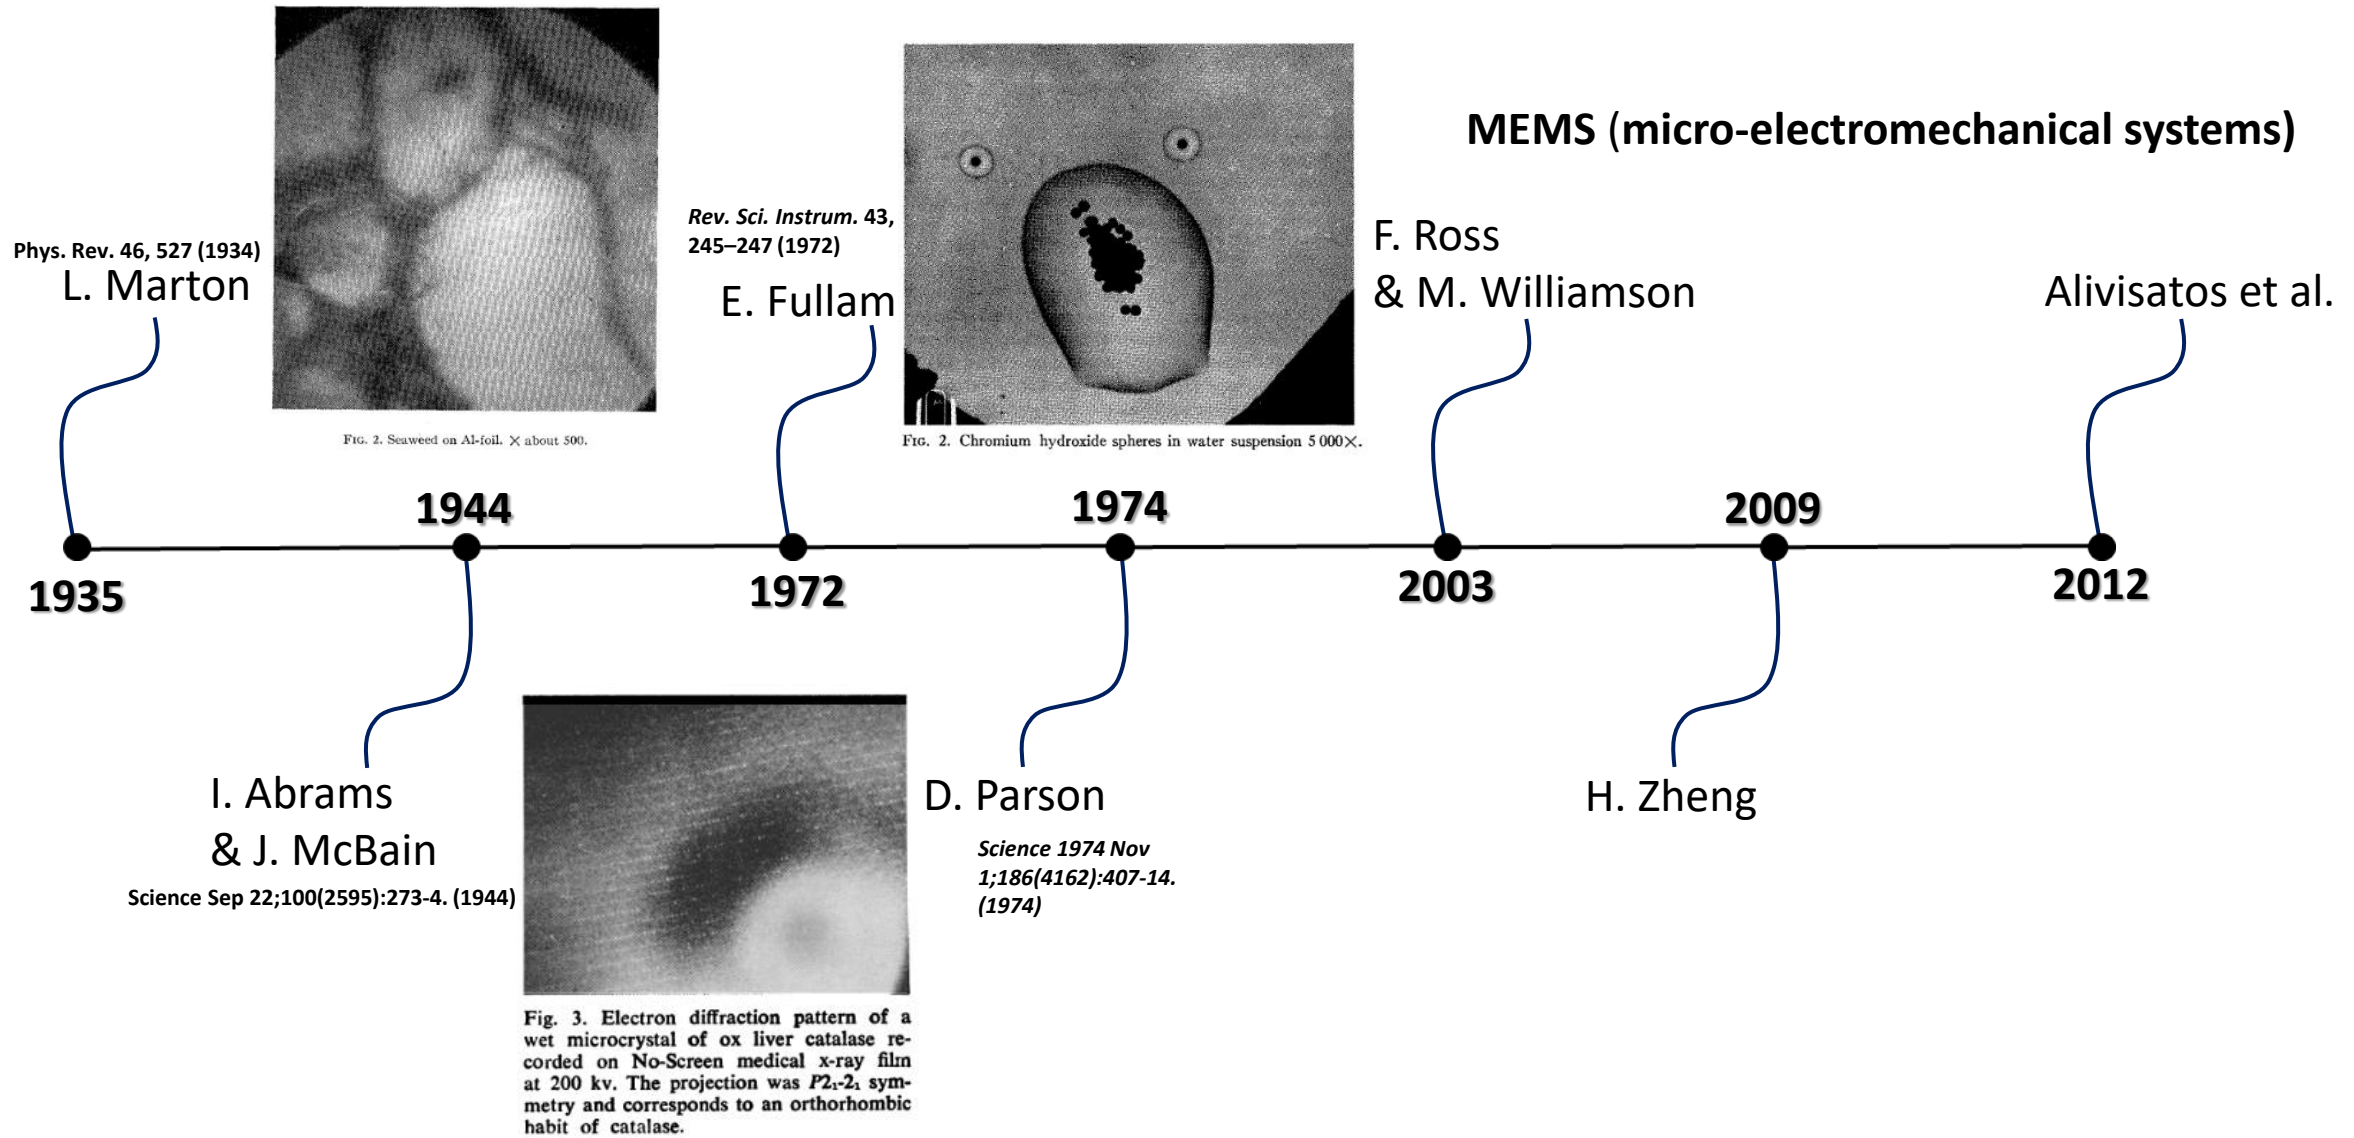 MEMS (micro-electromechanical systems)
Phys. Rev. 46, 527 (1934)
L. Marton
FIG. 2. Seaweed on Al-foil. × about 500.
Rev. Sci. Instrum. 43,
245–247 (1972)
E. Fullam
FIG. 2. Chromium hydroxide spheres in water suspension 5 000×.
F. Ross
& M. Williamson
Alivisatos et al.
1935
1944
1972
1974
2003
2009
2012
I. Abrams
& J. McBain
Science Sep 22;100(2595):273-4. (1944)
Fig. 3. Electron diffraction pattern of a
wet microcrystal of ox liver catalase re-
corded on No-Screen medical x-ray film
at 200 kv. The projection was P2₁-2₁ sym-
metry and corresponds to an orthorhombic
habit of catalase.
D. Parson
Science 1974 Nov
1;186(4162):407-14.
(1974)
H. Zheng